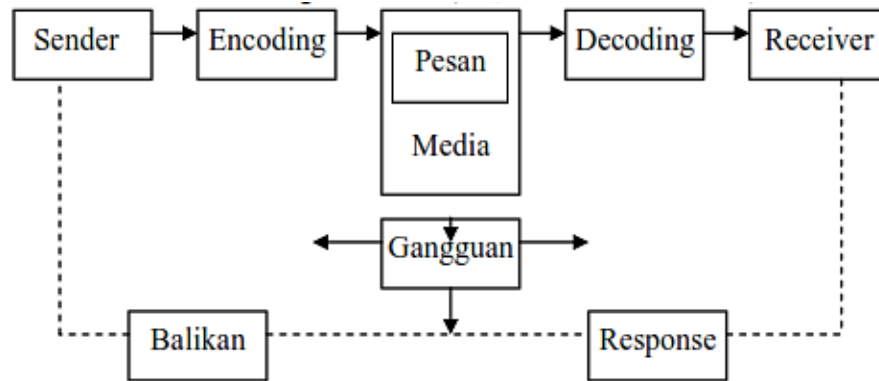 Sender
Encoding
Pesan
Media
Decoding
Receiver
Gangguan
Balikan
Response